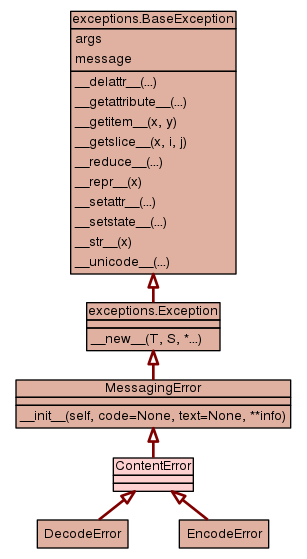 exceptions.BaseException
args
message
__delattr__(...)
__getattribute__(...)
__getitem__(x, y)
__getslice__(x, i, j)
__reduce__(...)
__repr__(x)
__setattr__(...)
__setstate__(...)
__str__(x)
__unicode__(...)
exceptions.Exception
__new__(T, S, *...)
MessagingError
__init__(self, code=None, text=None, **info)
ContentError
DecodeError
EncodeError